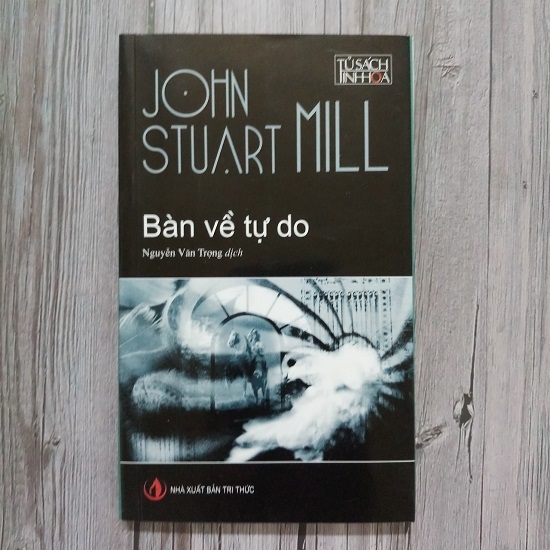 TỦ SÁCH
TINH HOA
JOHN
STUART MILL
Bàn về tự do
Nguyễn Văn Trọng dịch
NHÀ XUẤT BẢN TRI THỨC